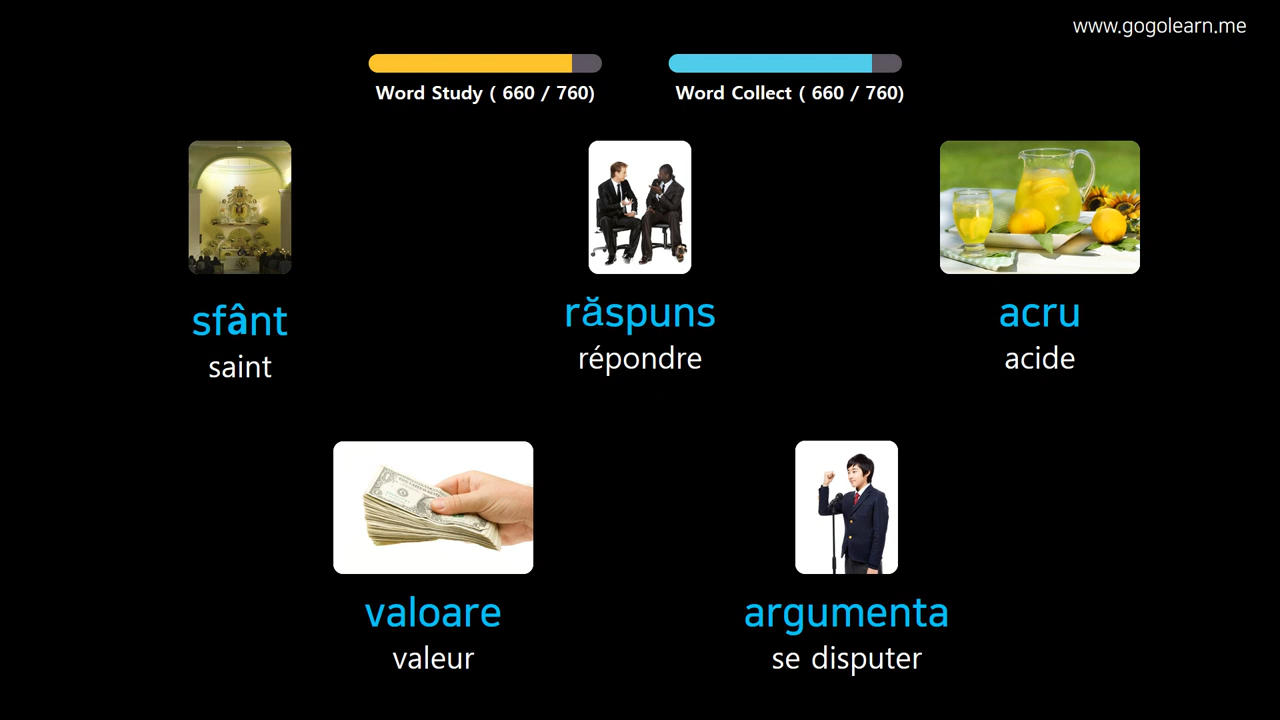 www.gogolearn.me
Word Study ( 660 / 760)
Word Collect ( 660 / 760)
sfânt
saint
răspuns
répondre
acru
acide
valoare
valeur
argumenta
se disputer